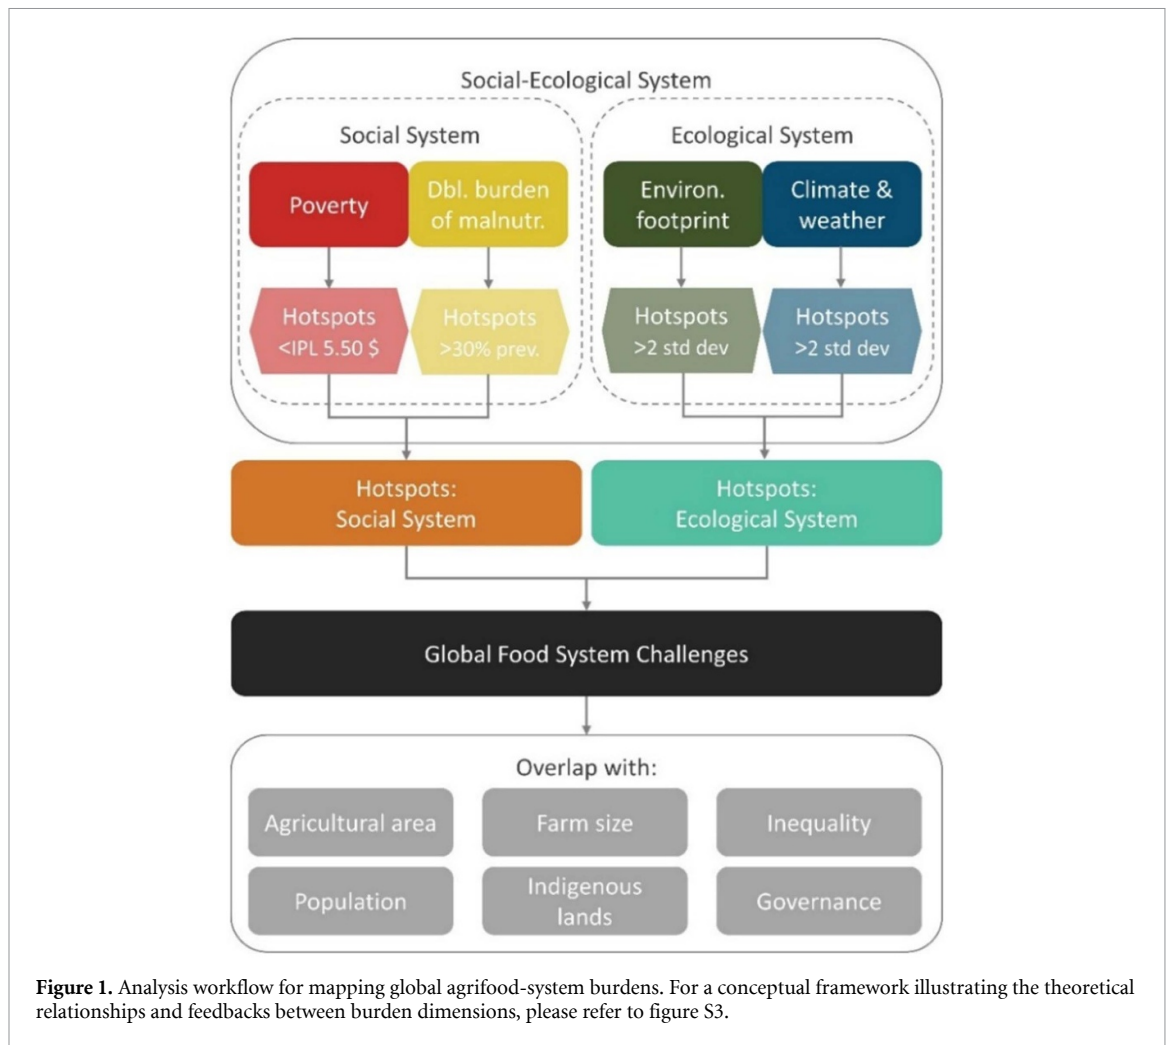 Social-Ecological System
Social System
Ecological System
Poverty
Dbl. burden
of malnutr.
Environ.
footprint
Climate &
weather
Hotspots
<IPL 5.50 $
Hotspots
>30% prev.
Hotspots
>2 std dev
Hotspots
>2 std dev
Hotspots:
Social System
Hotspots:
Ecological System
Global Food System Challenges
Overlap with:
Agricultural area
Farm size
Inequality
Population
Indigenous
lands
Governance
Figure 1. Analysis workflow for mapping global agrifood-system burdens. For a conceptual framework illustrating the theoretical
relationships and feedbacks between burden dimensions, please refer to figure S3.